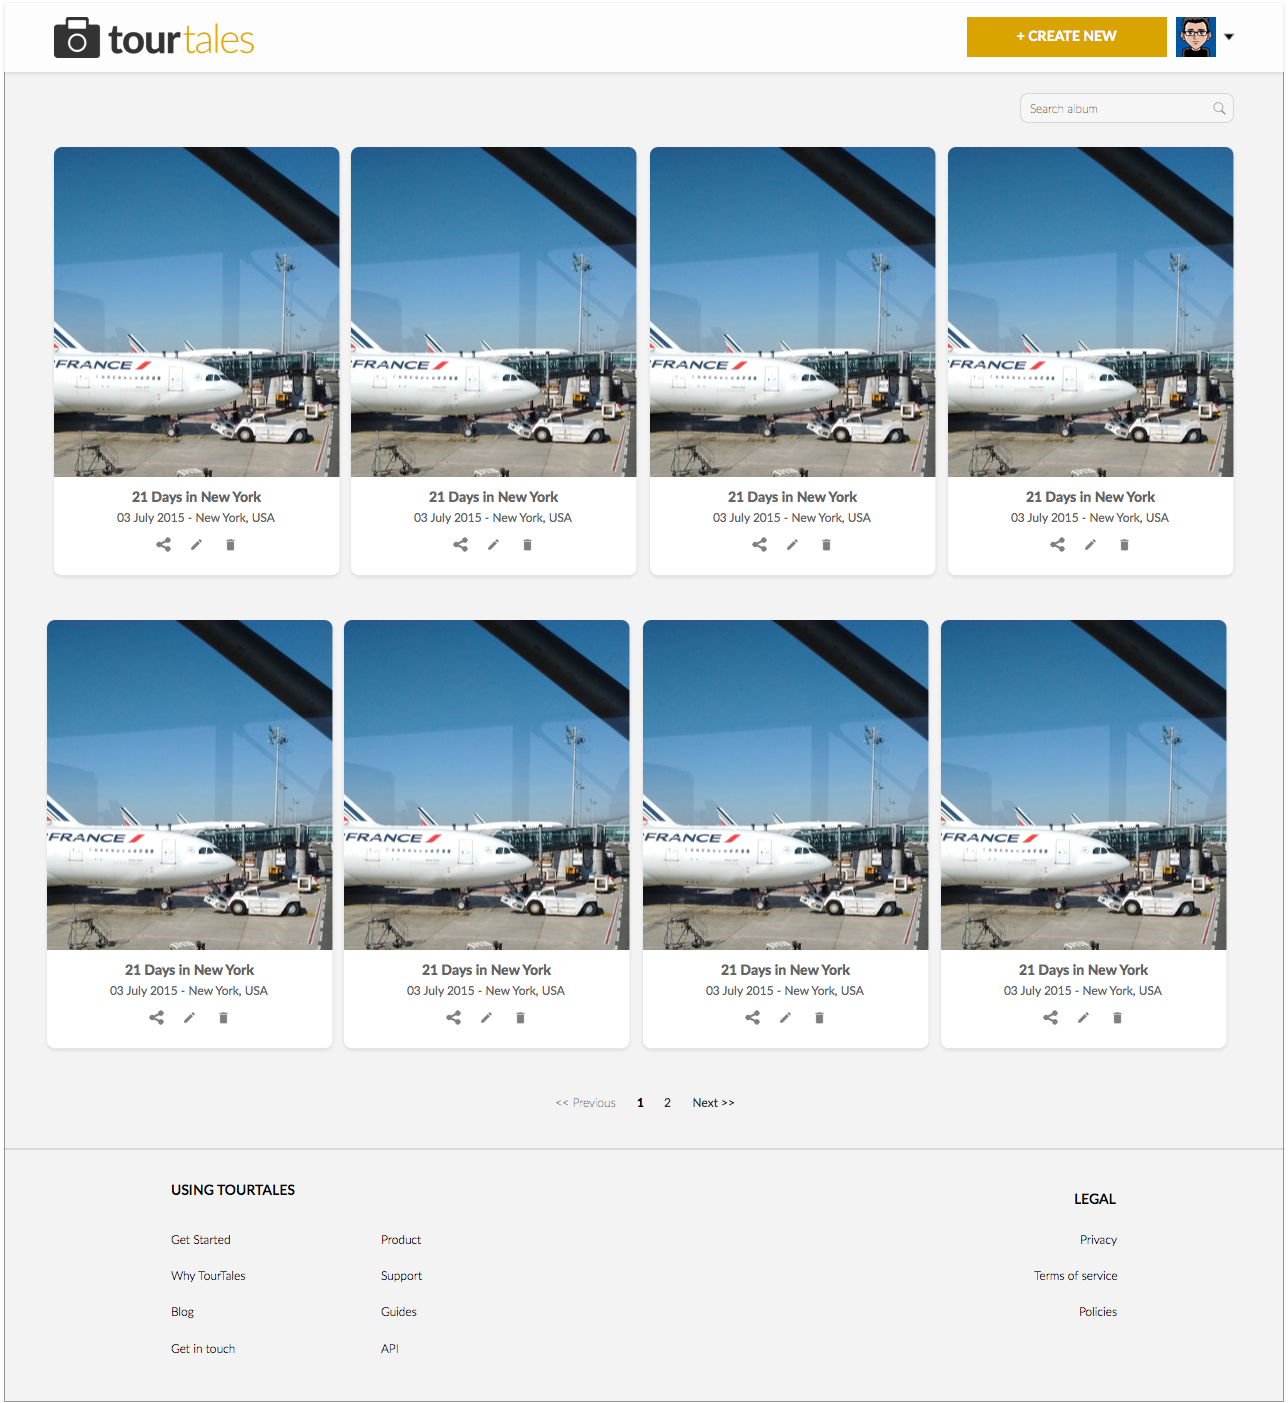 tourtales
+ CREATE NEW
Search album
FRANCE FRANCE FRANCE FRANCE
21 Days in New York 21 Days in New York 21 Days in New York 21 Days in New York
03 July 2015 - New York, USA 03 July 2015 - New York, USA 03 July 2015 - New York, USA 03 July 2015 - New York, USA
FRANCE FRANCE FRANCE FRANCE
21 Days in New York 21 Days in New York 21 Days in New York 21 Days in New York
03 July 2015 - New York, USA 03 July 2015 - New York, USA 03 July 2015 - New York, USA 03 July 2015 - New York, USA
<< Previous 1 2 Next >>
USING TOURTALES
Get Started Product
Why TourTales Support
Blog Guides
Get in touch API
LEGAL
Privacy
Terms of service
Policies